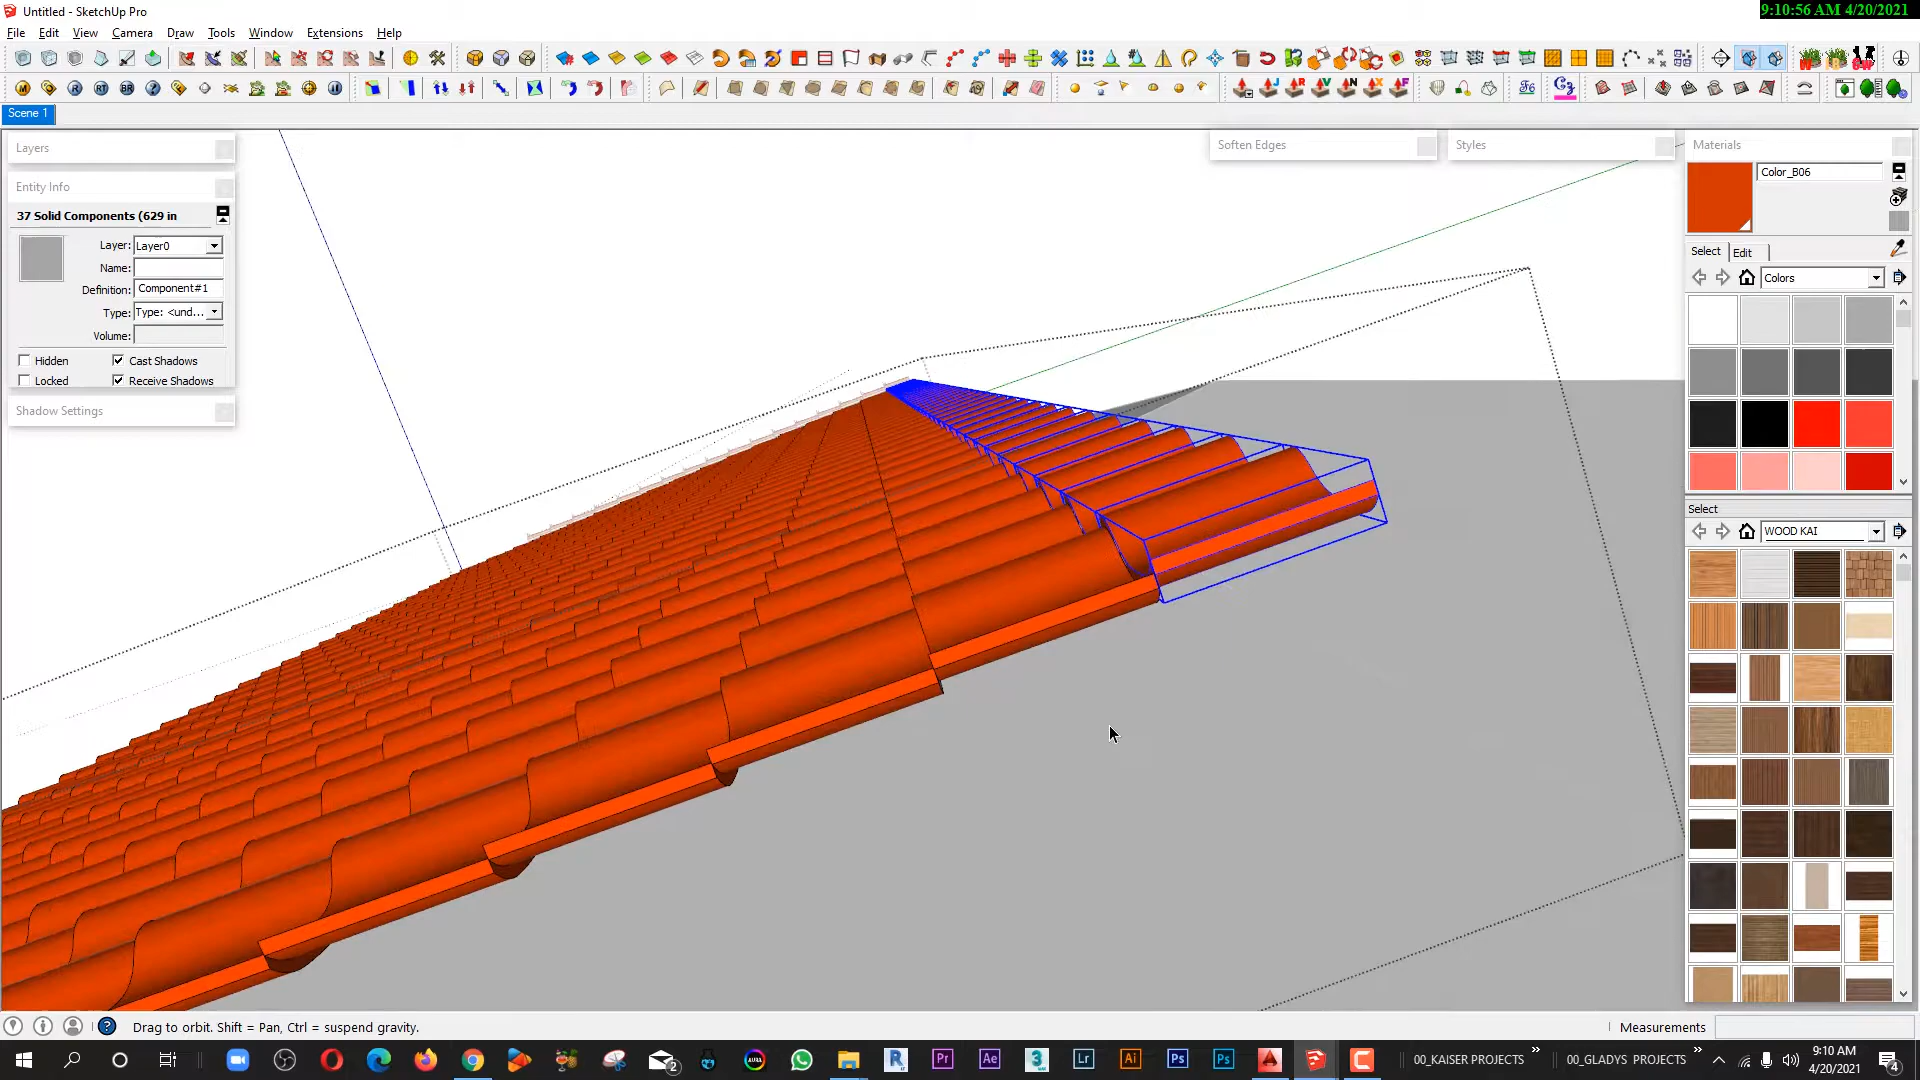 Untitled - SketchUp Pro
9:10:56 AM 4/20/2021
File Edit View Camera Draw Tools Window Extensions Help
Scene 1
Layers
Soften Edges
Styles
Materials
Entity Info
Color_B06
37 Solid Components (629 in
Layer: Layer0
Name:
Definition: Component#1
Type: Type: <und...
Volume:
Hidden
Cast Shadows
Locked
Receive Shadows
Shadow Settings
Select
Edit
Colors
Select
WOOD KAI
Drag to orbit. Shift = Pan, Ctrl = suspend gravity.
Measurements
00_KAISER PROJECTS
00_GLADYS PROJECTS
9:10 AM
4/20/2021